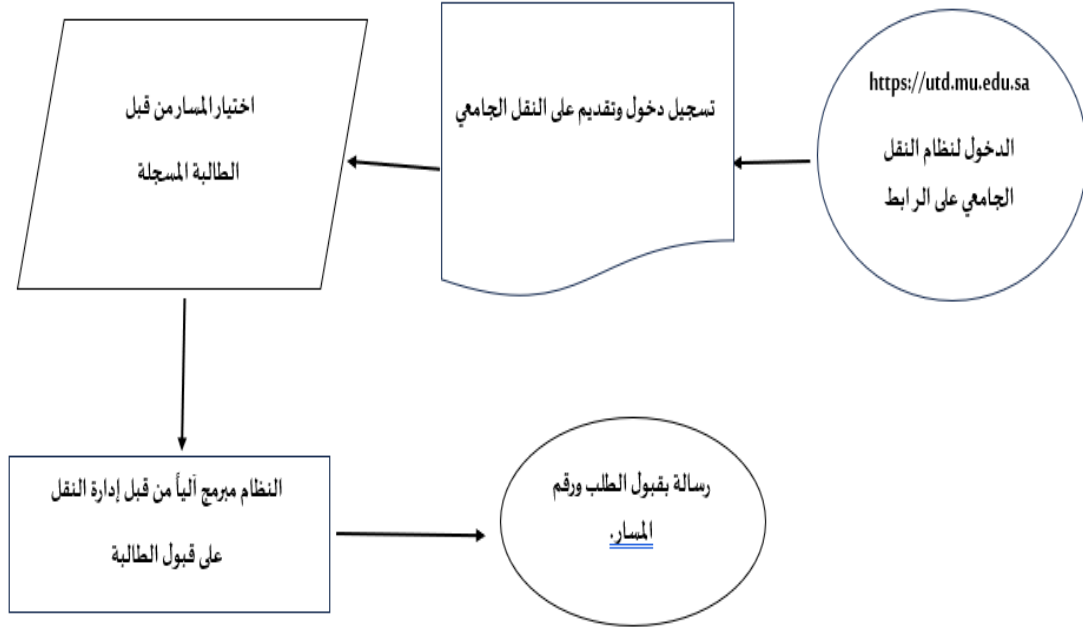 https://utd.mu.edu.sa
الدخول لنظام النقل
الجامعي على الرابط
تسجيل دخول وتقديم على النقل الجامعي
اختيار المسار من قبل
الطالبة المسجلة
النظام مبرمج آلياً من قبل إدارة النقل
على قبول الطالبة
رسالة بقبول الطلب ورقم
المسار.